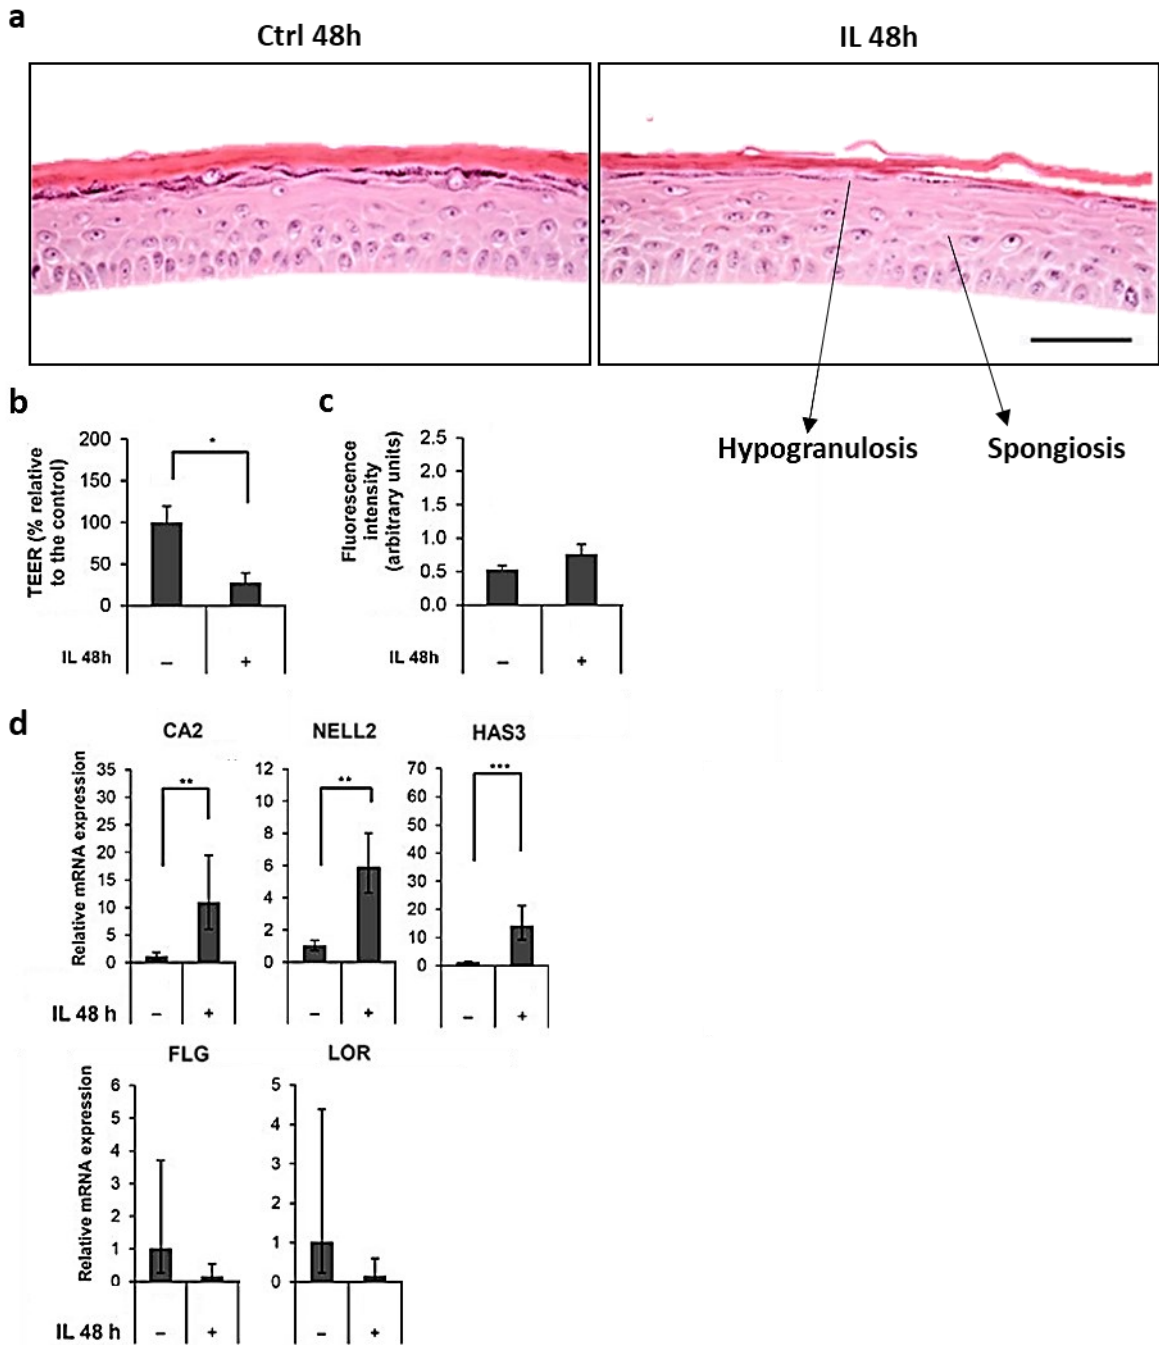 a
Ctrl 48h
IL 48h
Hypogranulosis
Spongiosis
b
TEER (% relative
to the control)
200
150
100
50
0
*
IL 48h
–
+
c
Fluorescence
intensity
(arbitrary units)
2.5
2.0
1.5
1.0
0.5
0.0
IL 48h
–
+
d
CA2
Relative mRNA expression
35
30
25
20
15
10
5
0
**
IL 48 h
–
+
NELL2
12
10
8
6
4
2
0
**
–
+
HAS3
70
60
50
40
30
20
10
0
***
–
+
FLG
Relative mRNA expression
6
5
4
3
2
1
0
IL 48 h
–
+
LOR
5
4
3
2
1
0
–
+